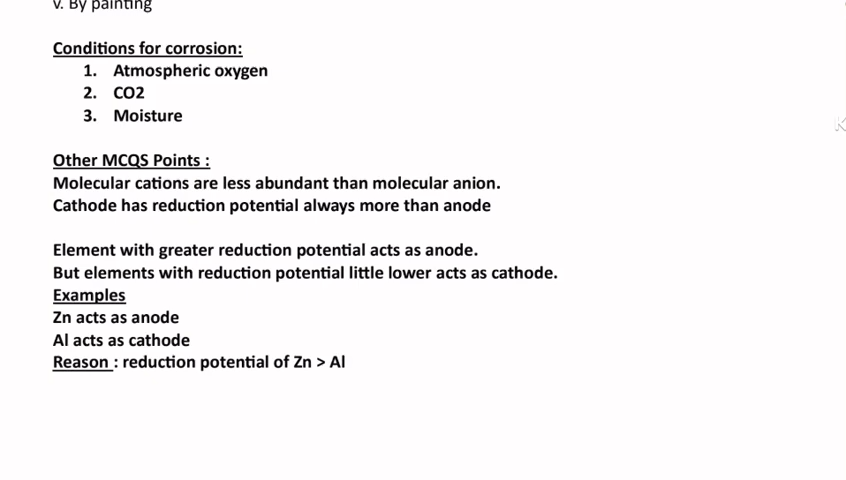 v. By painting
Conditions for corrosion:
1. Atmospheric oxygen
2. CO2
3. Moisture
Other MCQS Points :
Molecular cations are less abundant than molecular anion.
Cathode has reduction potential always more than anode
Element with greater reduction potential acts as anode.
But elements with reduction potential little lower acts as cathode.
Examples
Zn acts as anode
Al acts as cathode
Reason : reduction potential of Zn > Al
K